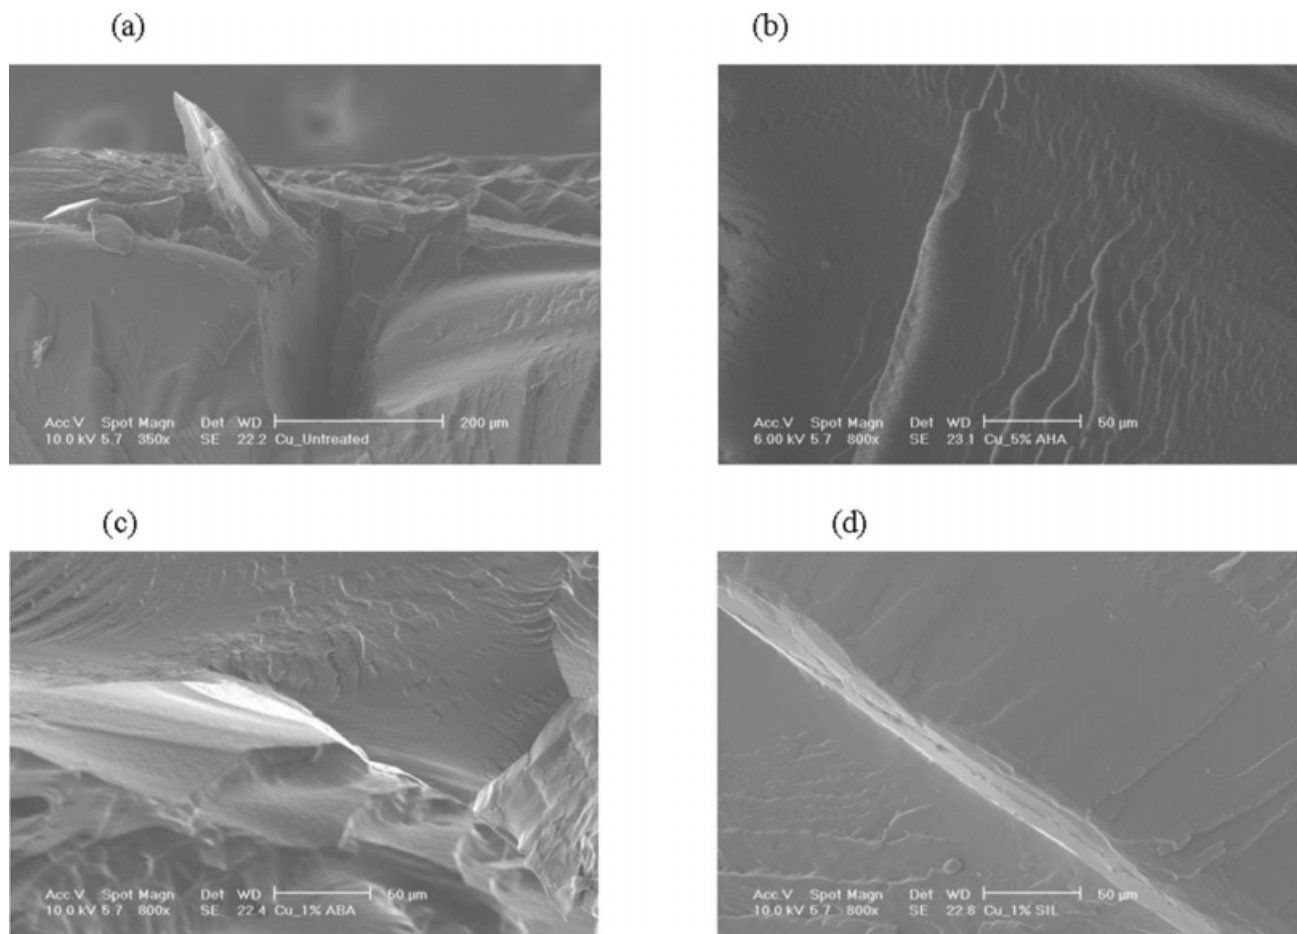 (a)
(b)
Acc.V Spot Magn Det WD 200 µm
10.0 kV 5.7 350x SE 22.2 Cu_Untreated
Acc.V Spot Magn Det WD 50 µm
6.00 kV 5.7 800x SE 23.1 Cu_5% AHA
(c)
(d)
Acc.V Spot Magn Det WD 50 µm
10.0 kV 5.7 800x SE 22.4 Cu_1% ABA
Acc.V Spot Magn Det WD 50 µm
10.0 kV 5.7 800x SE 22.8 Cu_1% SIL